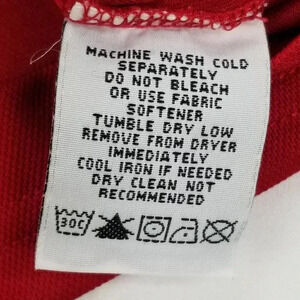 MACHINE WASH COLD
SEPARATELY
DO NOT BLEACH
OR USE FABRIC
SOFTENER
TUMBLE DRY LOW
REMOVE FROM DRYER
IMMEDIATELY
COOL IRON IF NEEDED
DRY CLEAN NOT
RECOMMENDED
30C